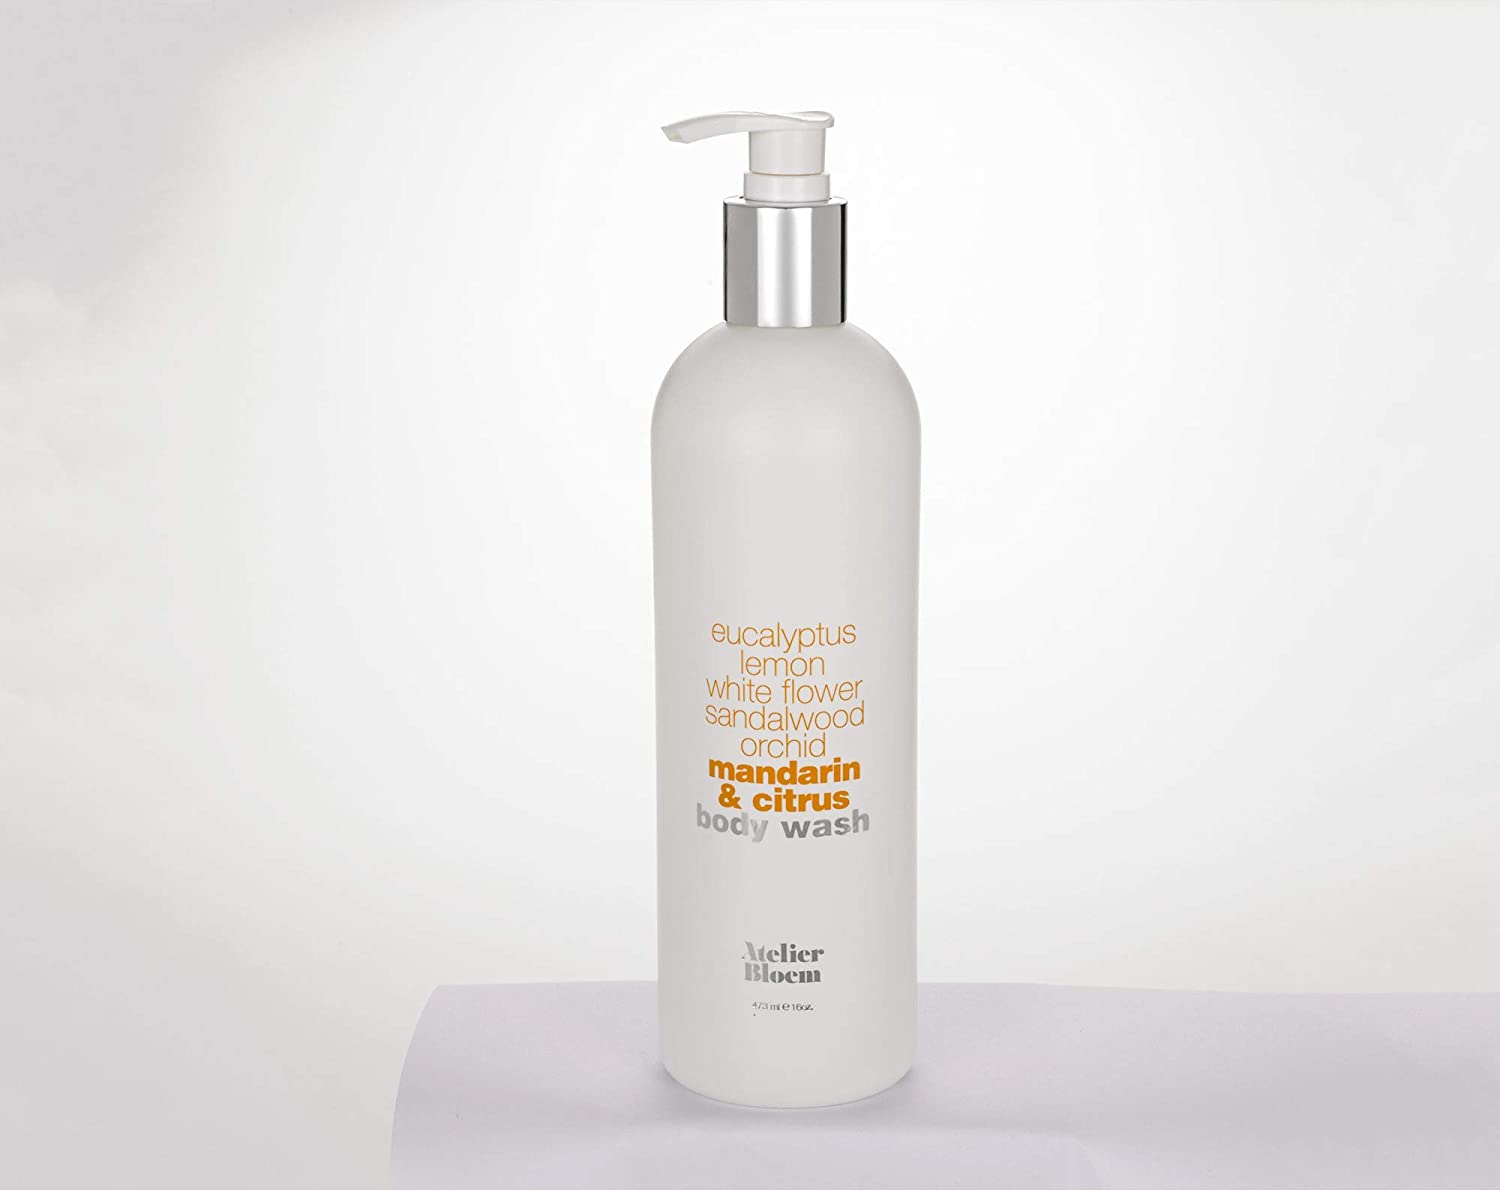 eucalyptus
lemon
white flower
sandalwood
orchid
mandarin
& citrus
body wash
Atelier
Bloem
473 ml e 16oz.